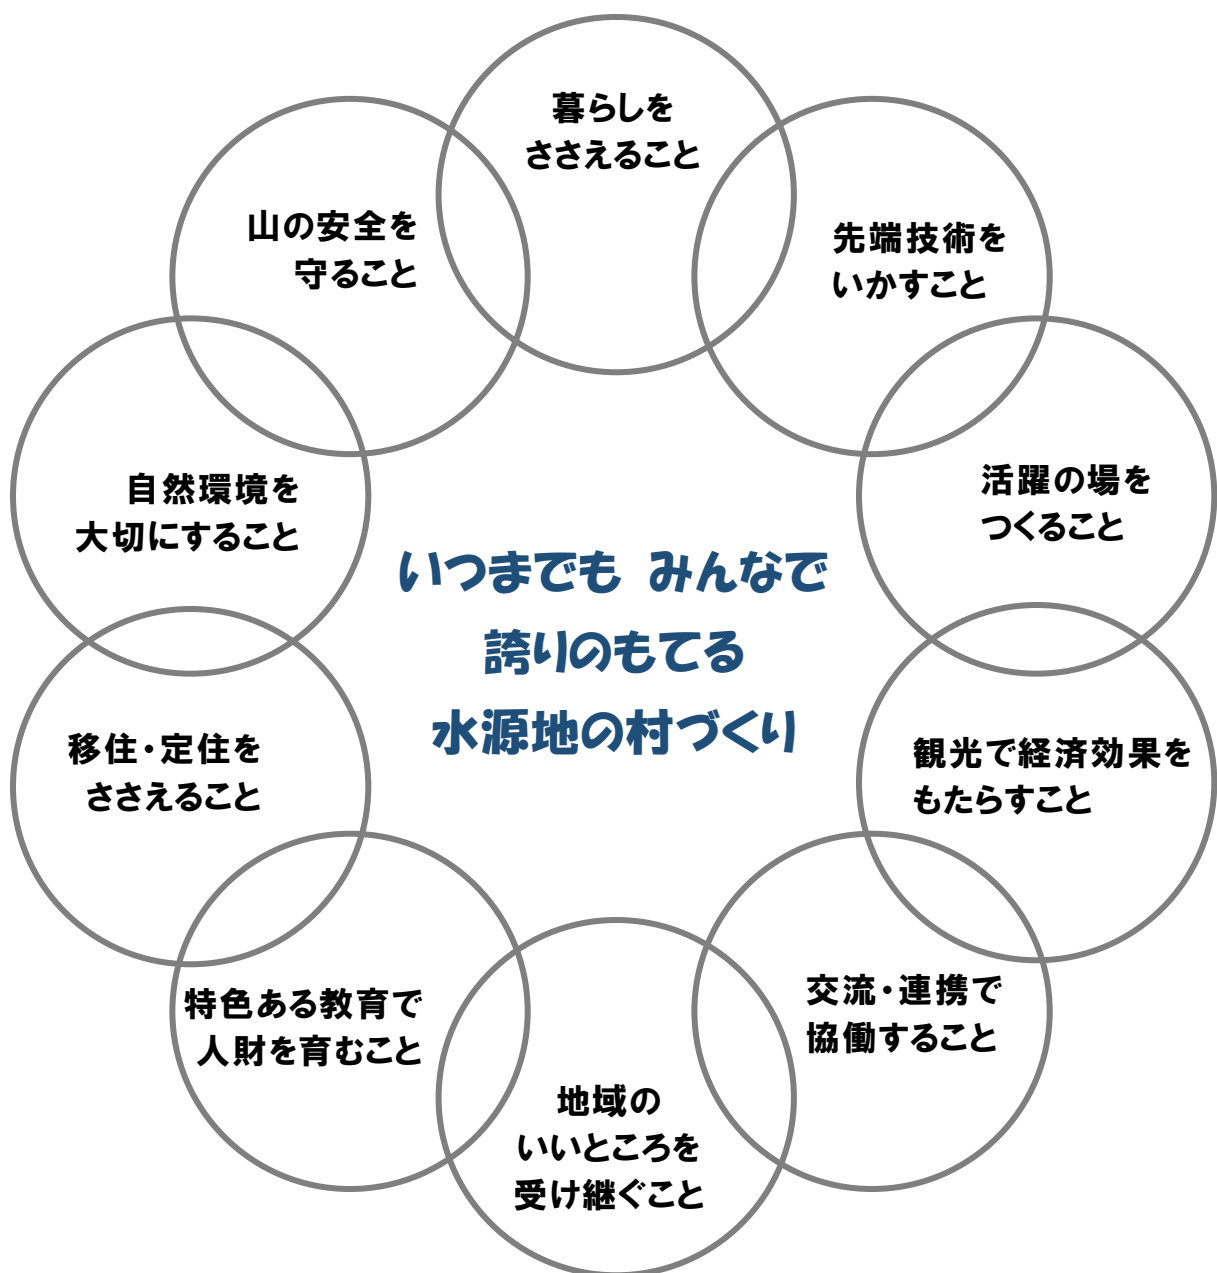 暮らしを
ささえること
先端技術を
いかすこと
活躍の場を
つくること
観光で経済効果を
もたらすこと
交流・連携で
協働すること
地域の
いいところを
受け継ぐこと
特色ある教育で
人財を育むこと
移住・定住を
ささえること
自然環境を
大切にすること
山の安全を
守ること
いつまでも みんなで
誇りのもてる
水源地の村づくり